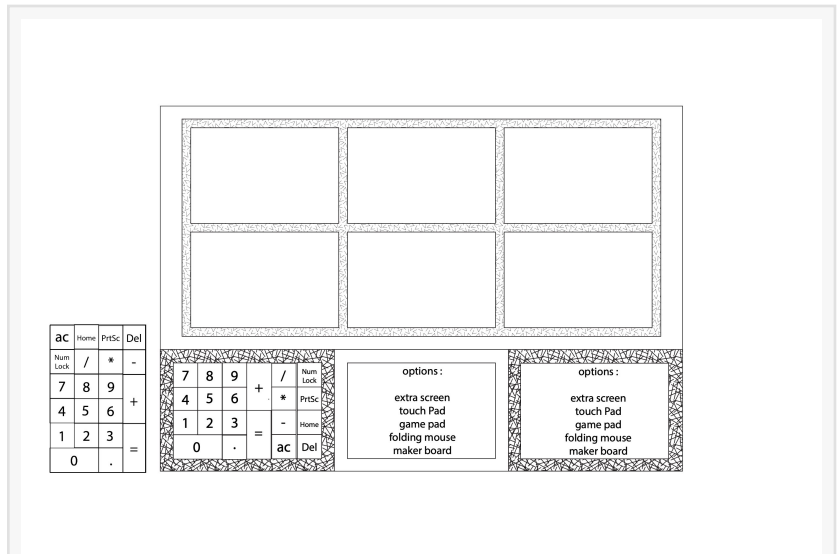 ac Home PrtSc Del
Num
Lock / * -
7 8 9
+
4 5 6
1 2 3
=
0 .
7 8 9 / Num
Lock
+
4 5 6 * PrtSc
1 2 3 - Home
=
0 . ac Del
options :
extra screen
touch Pad
game pad
folding mouse
maker board
options :
extra screen
touch Pad
game pad
folding mouse
maker board